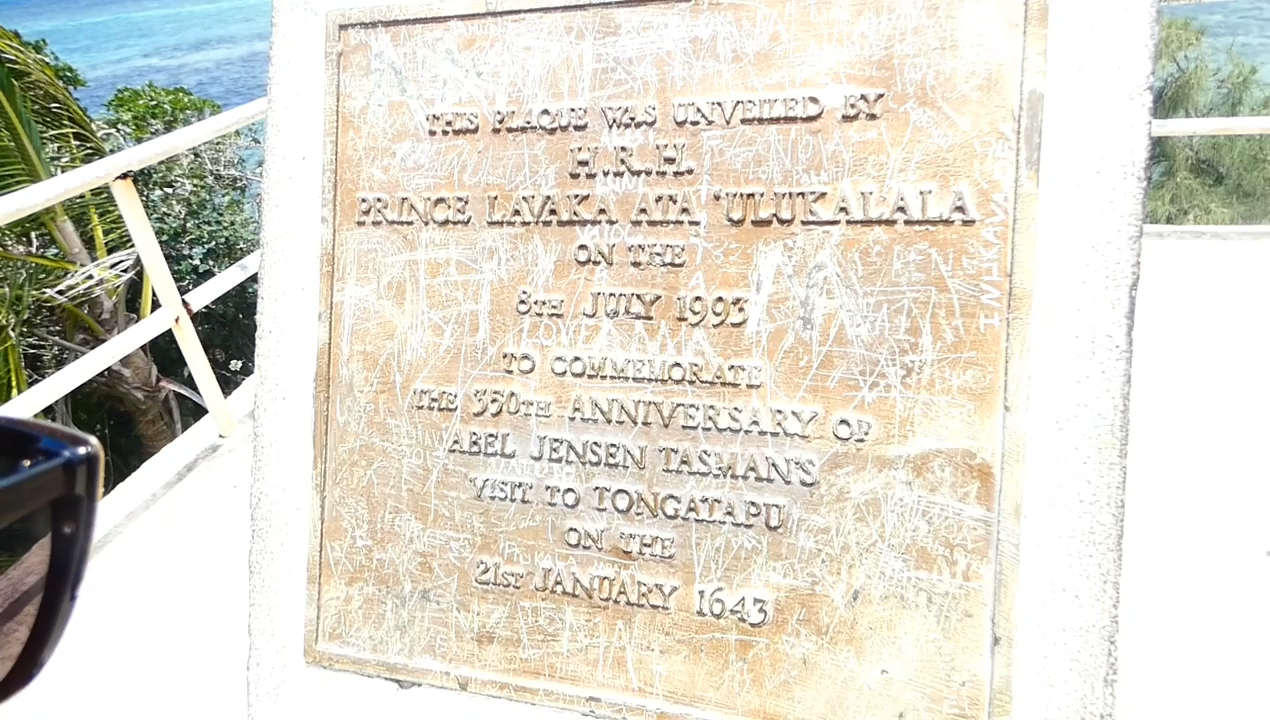 THIS PLAQUE WAS UNVEILED BY
H.R.H.
PRINCE LAVAKA ATA 'ULUKALALA
ON THE
8TH JULY 1993
TO COMMEMORATE
THE 350TH ANNIVERSARY OF
ABEL JENSEN TASMAN'S
VISIT TO TONGATAPU
ON THE
21ST JANUARY 1643